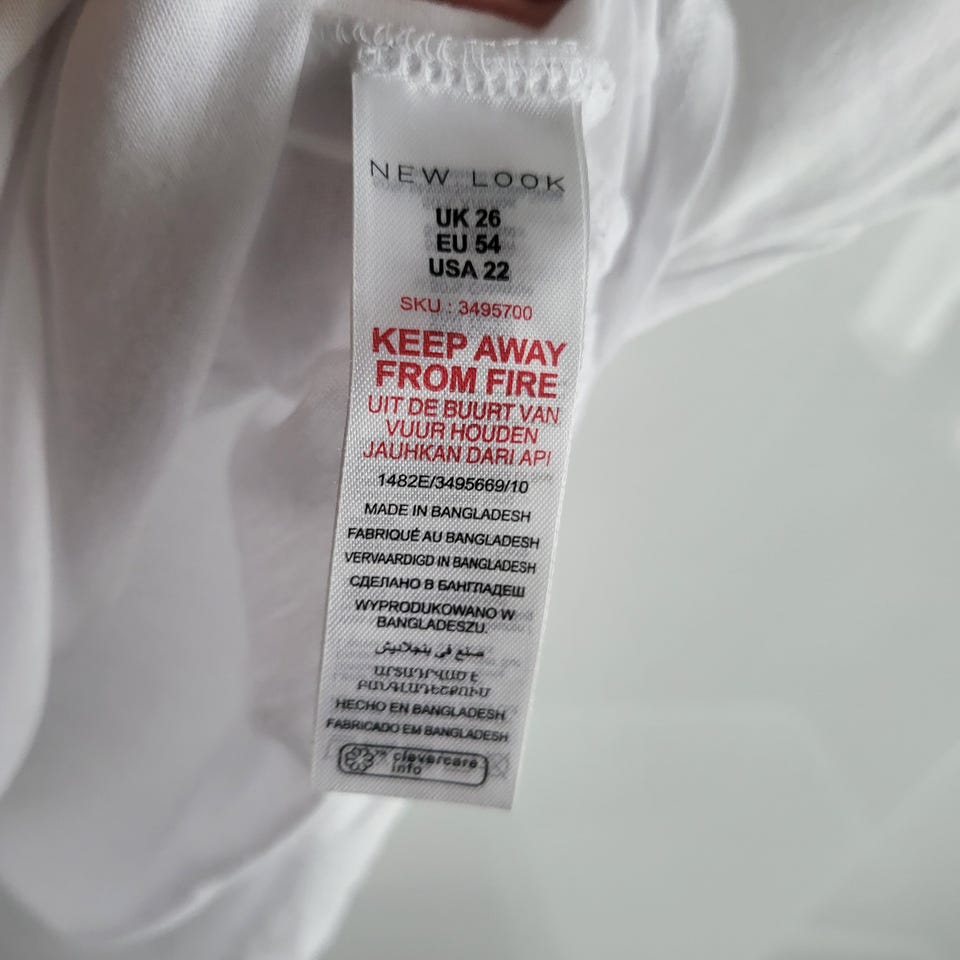 NEW LOOK
UK 26
EU 54
USA 22
SKU : 3495700
KEEP AWAY
FROM FIRE
UIT DE BUURT VAN
VUUR HOUDEN
JAUHKAN DARI API
1482E/3495669/10
MADE IN BANGLADESH
FABRIQUÉ AU BANGLADESH
VERVAARDIGD IN BANGLADESH
СДЕЛАНО В БАНГЛАДЕШ
WYPRODUKOWANO W
BANGLADESZU.
صنع في بنجلاديش
ԱՐՏԱԴՐՎԱԾ Է
ԲԱՆԳԼԱԴԵՇՈՒՄ
HECHO EN BANGLADESH
FABRICADO EM BANGLADESH
clevercare.
info